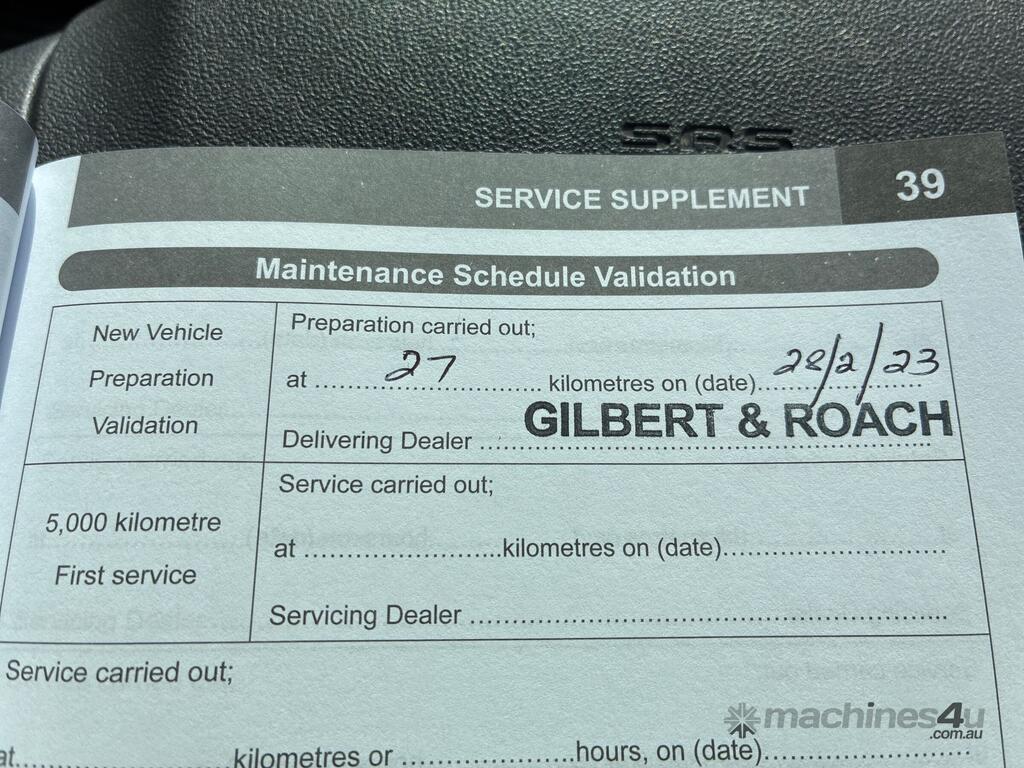 SRS
SERVICE SUPPLEMENT 39
Maintenance Schedule Validation
New Vehicle
Preparation
Validation
Preparation carried out;
at ........27........ kilometres on (date)..28/2/23..
Delivering Dealer ... GILBERT & ROACH
5,000 kilometre
First service
Service carried out;
at ........................kilometres on (date)..............................
Servicing Dealer ................................................................
Service carried out;
at..............................kilometres or .......................hours, on (date)............................
machines4u
.com.au